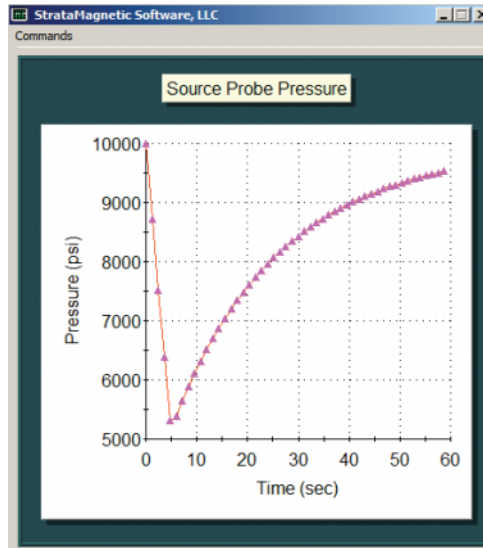 StrataMagnetic Software, LLC
Commands
Source Probe Pressure
10000
9000
8000
7000
6000
5000
Pressure (psi)
0 10 20 30 40 50 60
Time (sec)